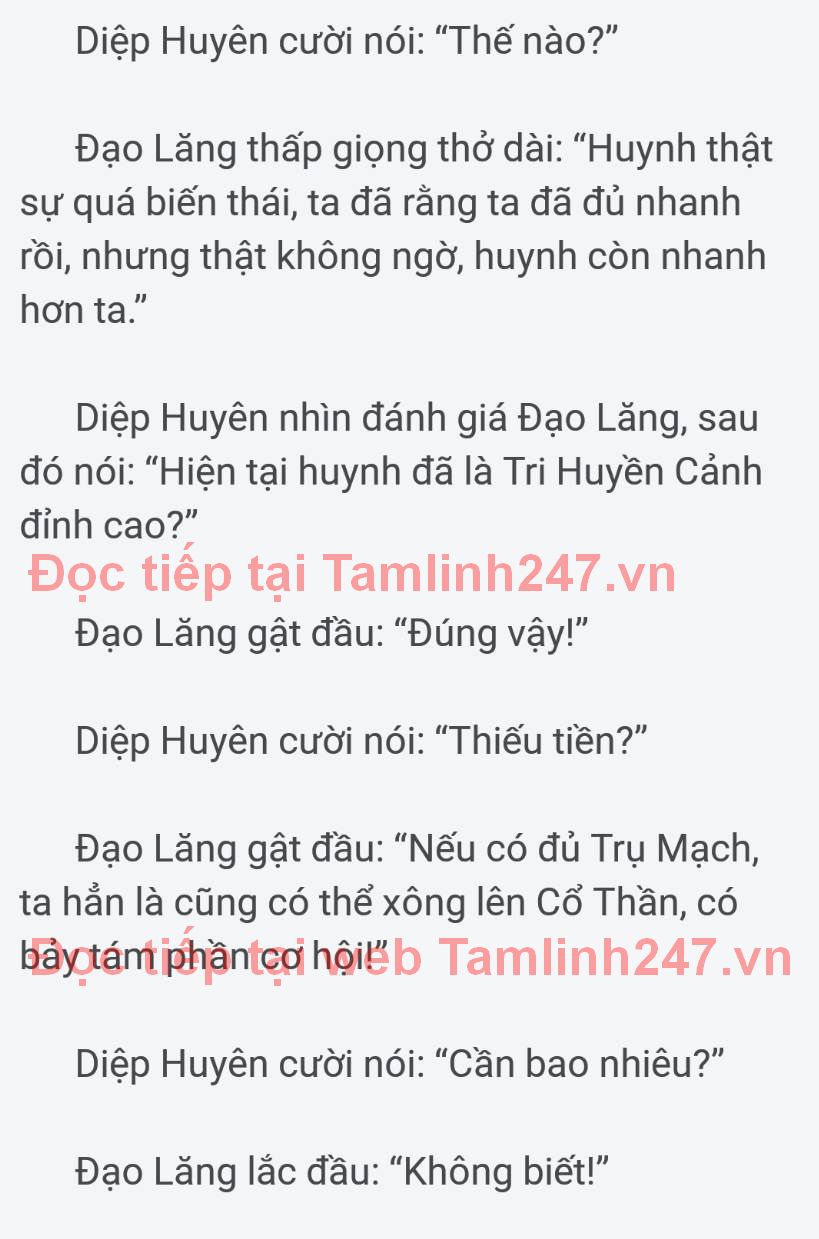 Diệp Huyên cười nói: “Thế nào?”
Đạo Lăng thấp giọng thở dài: “Huynh thật
sự quá biến thái, ta đã rằng ta đã đủ nhanh
rồi, nhưng thật không ngờ, huynh còn nhanh
hơn ta.”
Diệp Huyên nhìn đánh giá Đạo Lăng, sau
đó nói: “Hiện tại huynh đã là Tri Huyền Cảnh
đỉnh cao?”
Đọc tiếp tại Tamlinh247.vn
Đạo Lăng gật đầu: “Đúng vậy!”
Diệp Huyên cười nói: “Thiếu tiền?”
Đạo Lăng gật đầu: “Nếu có đủ Trụ Mạch,
ta hẳn là cũng có thể xông lên Cổ Thần, có
bảy tám phần cơ hội!”
Đọc tiếp tại web Tamlinh247.vn
Diệp Huyên cười nói: “Cần bao nhiêu?”
Đạo Lăng lắc đầu: “Không biết!”